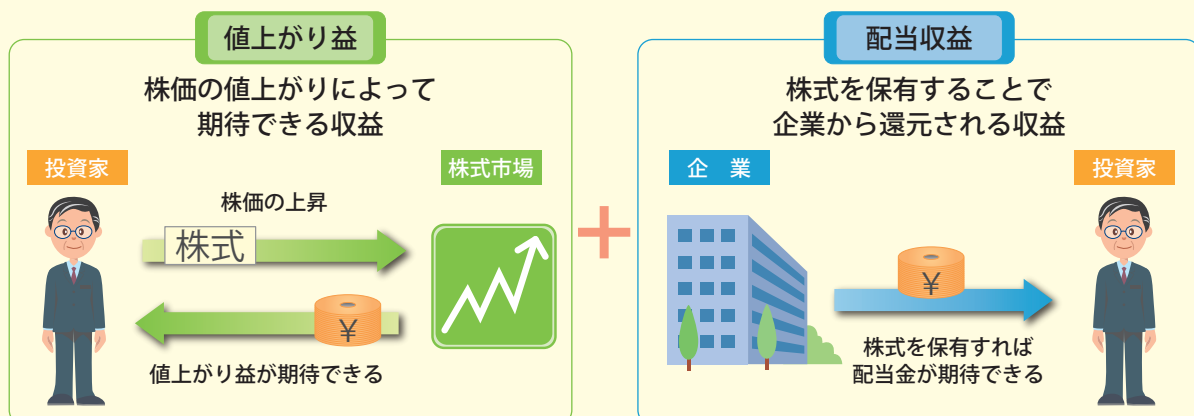 値上がり益
株価の値上がりによって
期待できる収益
投資家
株式市場
株価の上昇
株式
¥
値上がり益が期待できる
＋
配当収益
株式を保有することで
企業から還元される収益
企　業
投資家
¥
株式を保有すれば
配当金が期待できる